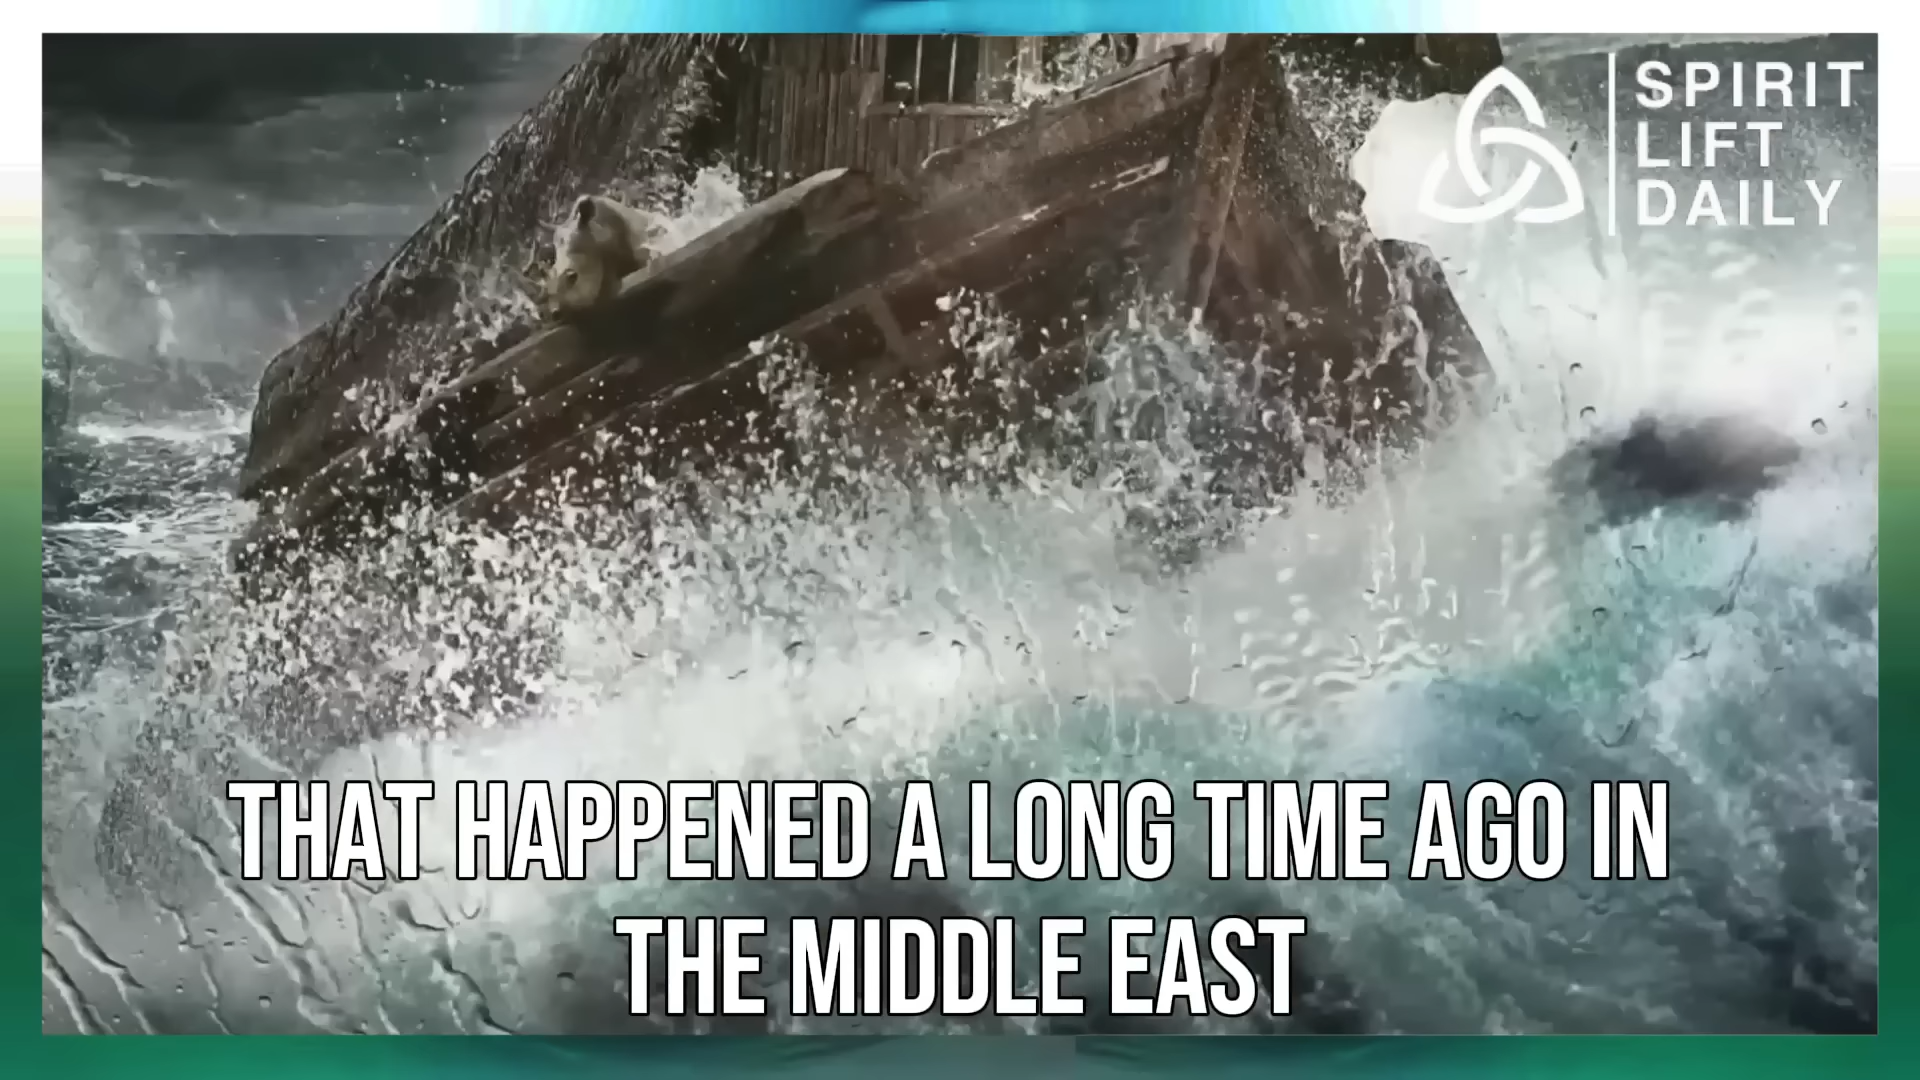 SPIRIT
LIFT
DAILY
THAT HAPPENED A LONG TIME AGO IN
THE MIDDLE EAST